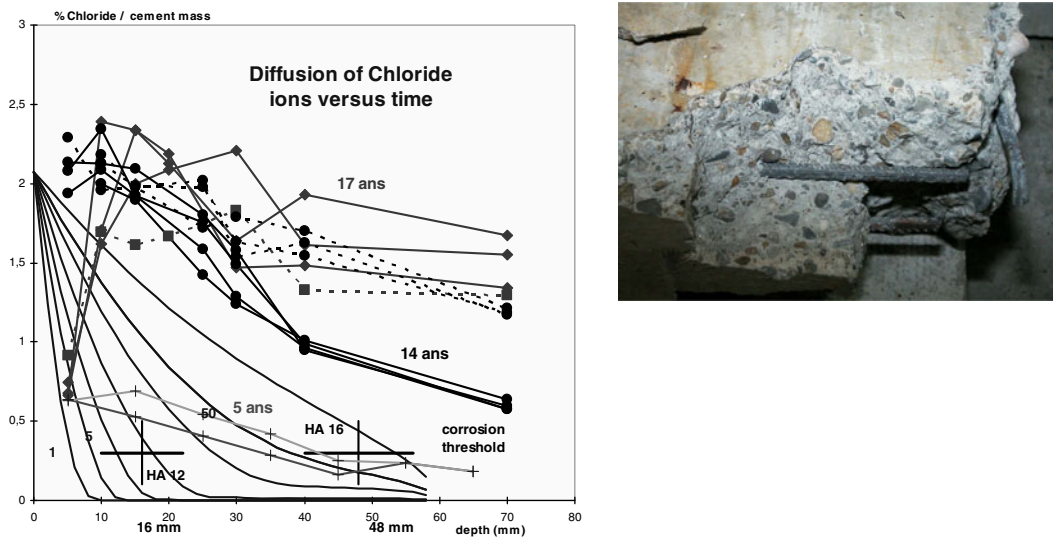 % Chloride / cement mass
3
Diffusion of Chloride
ions versus time
2,5
2
17 ans
1,5
1
14 ans
0,5
50
5 ans
HA 16
corrosion
threshold
1
5
HA 12
0
0
10
20
30
40
50
60
70
80
16 mm
48 mm
depth (mm)